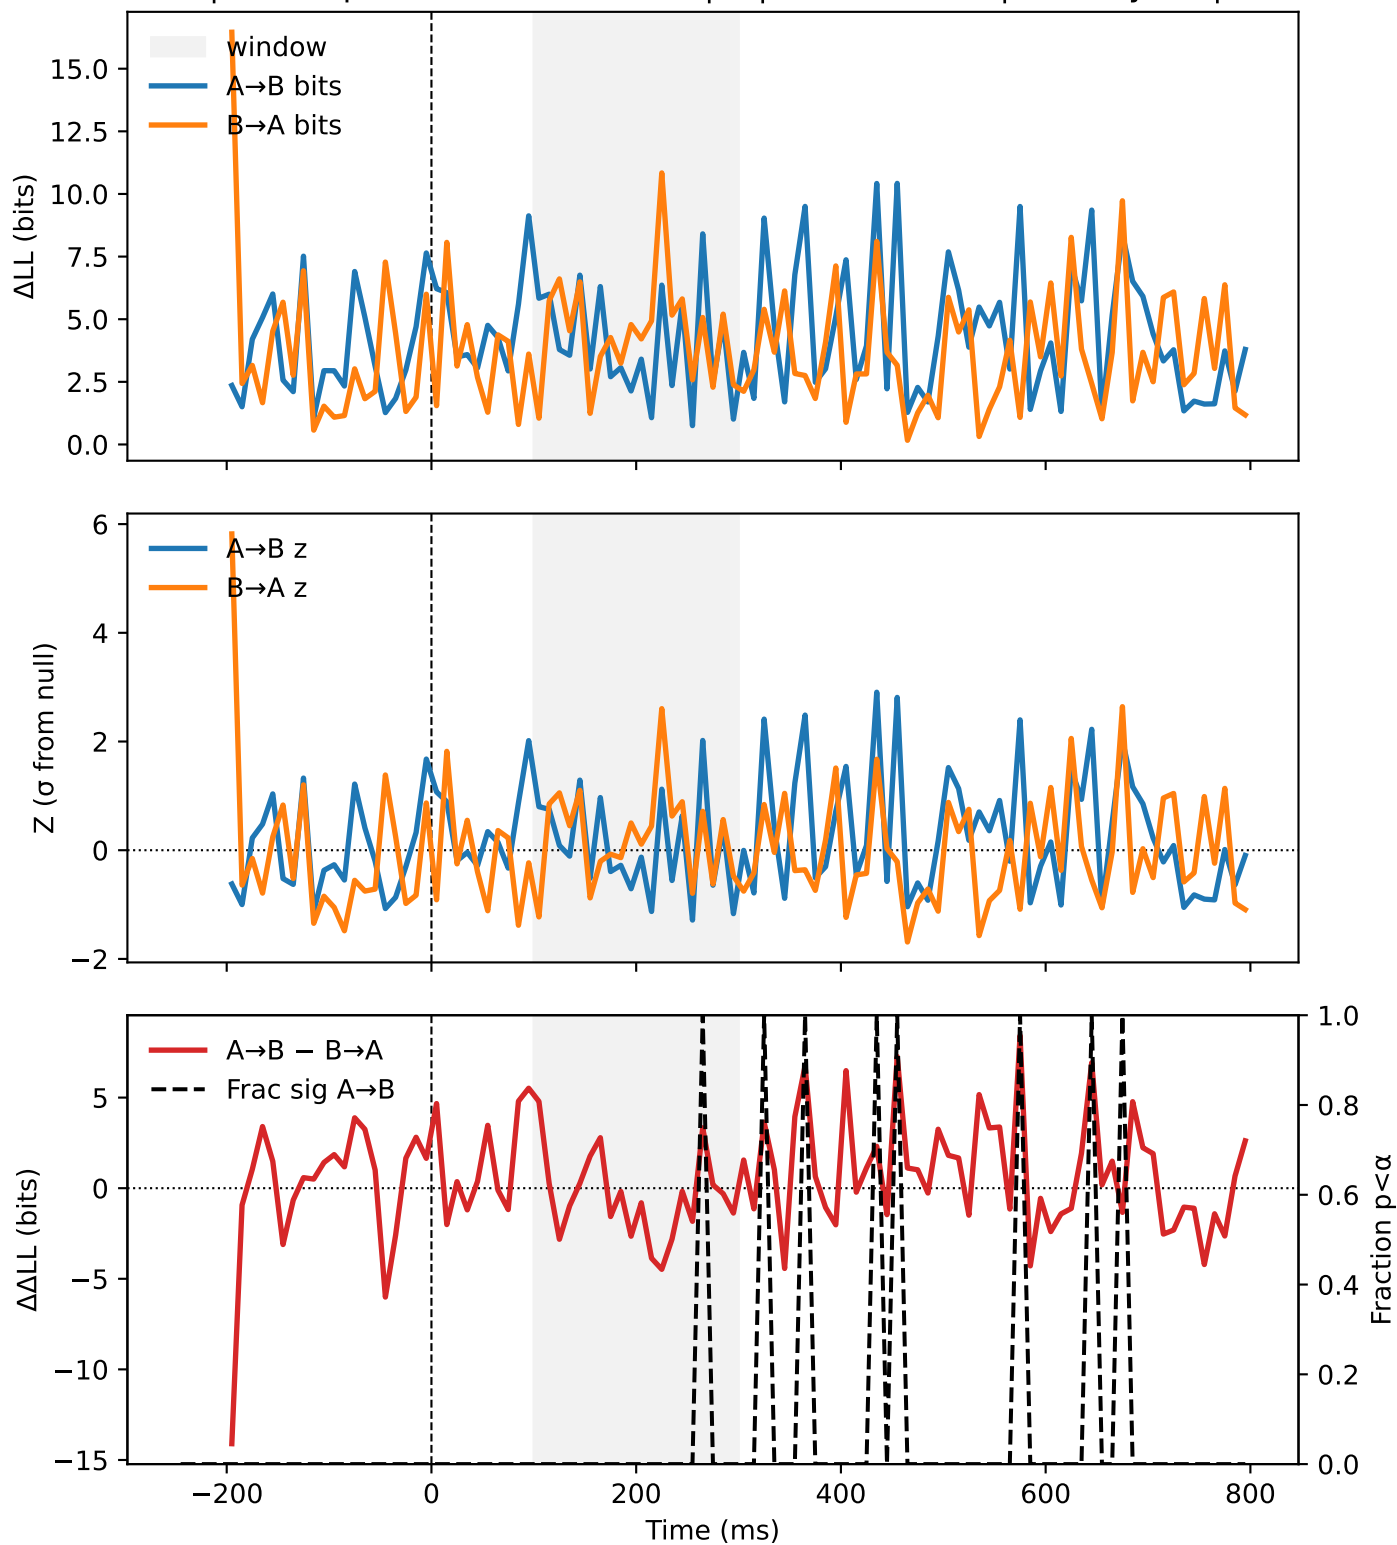 window
A→B bits
B→A bits
ΔLL (bits)
15.0
12.5
10.0
7.5
5.0
2.5
0.0
A→B z
B→A z
Z (σ from null)
6
4
2
0
−2
A→B − B→A
Frac sig A→B
ΔΔLL (bits)
5
0
−5
−10
−15
1.0
0.8
0.6
0.4
0.2
0.0
Fraction p<α
−200
0
200
400
600
800
Time (ms)